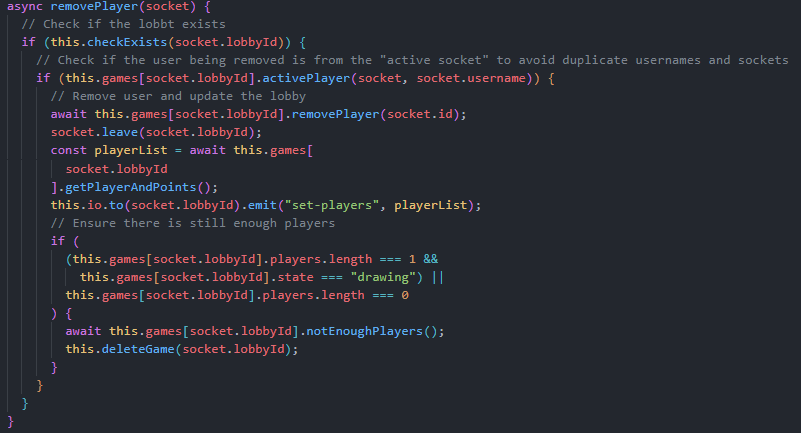 async removePlayer(socket) {
// Check if the lobbt exists
if (this.checkExists(socket.lobbyId)) {
// Check if the user being removed is from the "active socket" to avoid duplicate usernames and sockets
if (this.games[socket.lobbyId].activePlayer(socket, socket.username)) {
// Remove user and update the lobby
await this.games[socket.lobbyId].removePlayer(socket.id);
socket.leave(socket.lobbyId);
const playerList = await this.games[
socket.lobbyId
].getPlayerAndPoints();
this.io.to(socket.lobbyId).emit("set-players", playerList);
// Ensure there is still enough players
if (
(this.games[socket.lobbyId].players.length === 1 &&
this.games[socket.lobbyId].state === "drawing") ||
this.games[socket.lobbyId].players.length === 0
) {
await this.games[socket.lobbyId].notEnoughPlayers();
this.deleteGame(socket.lobbyId);
}
}
}
}